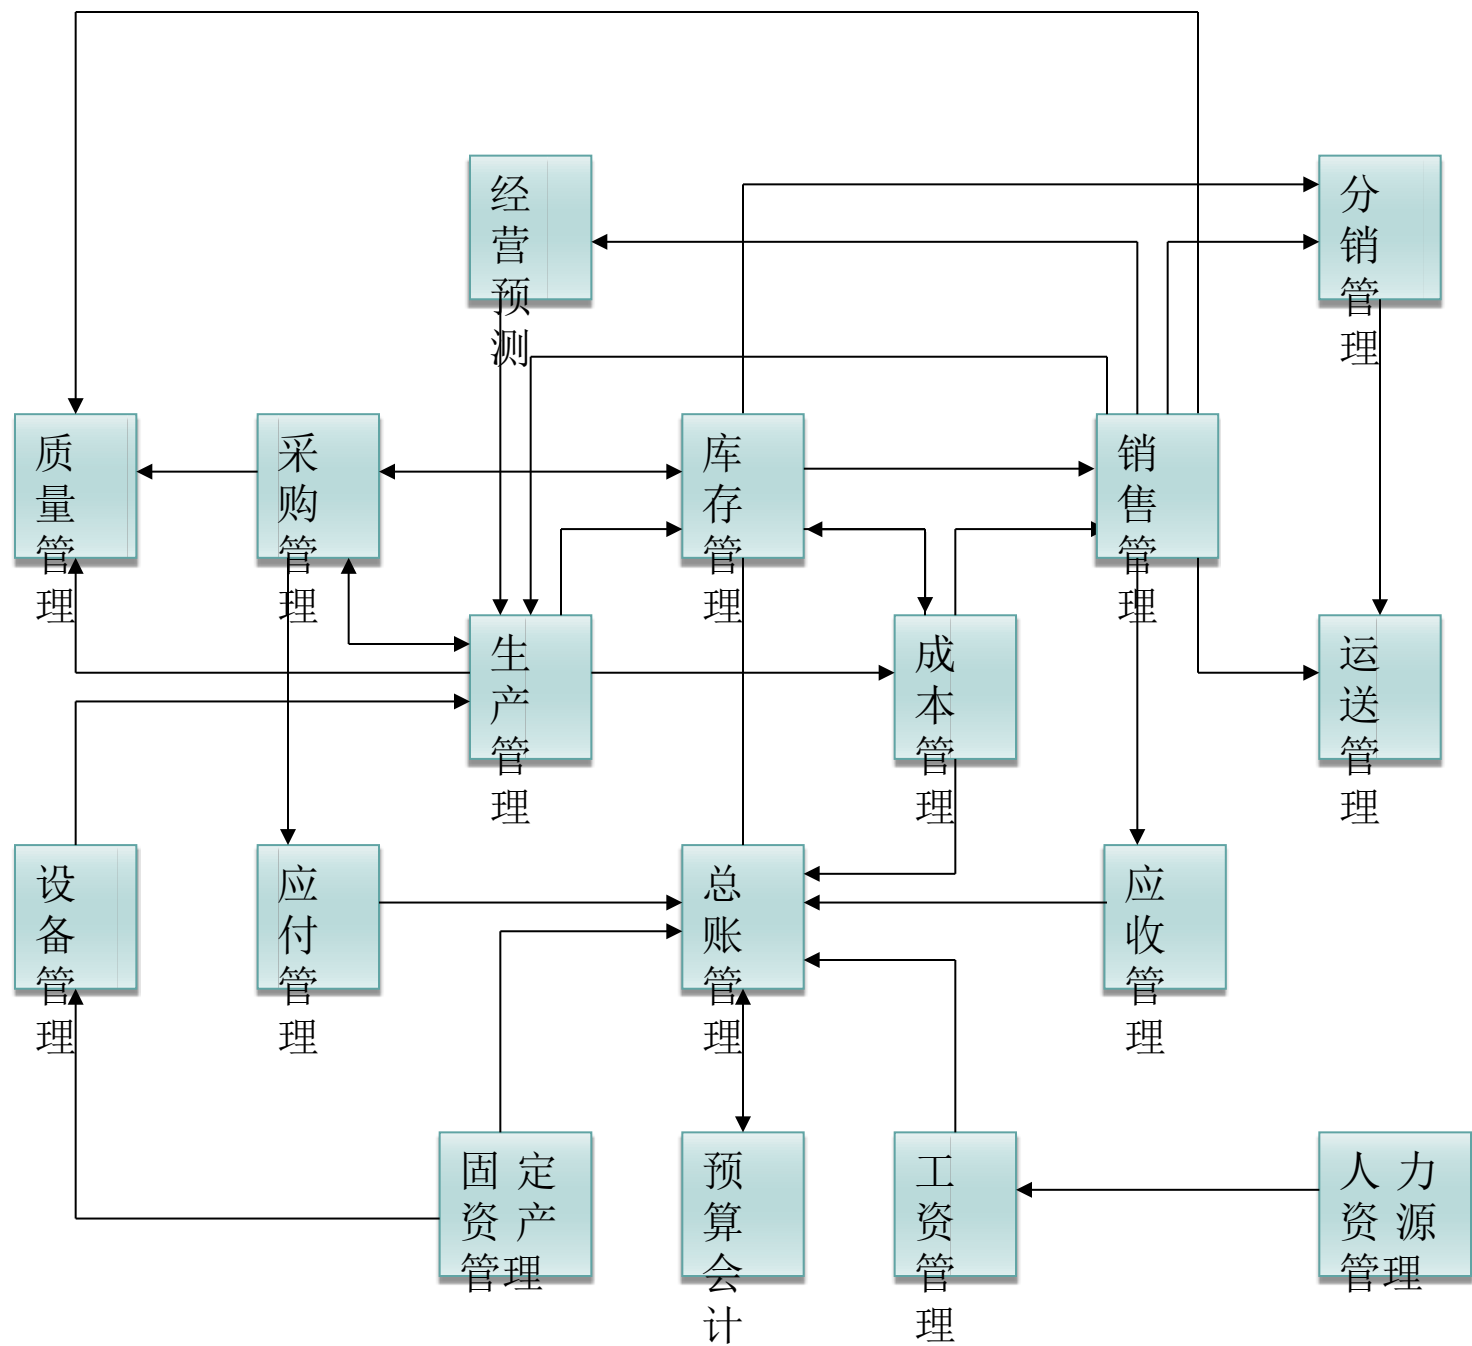 经
营
预
测
分
销
管
理
质
量
管
理
采
购
管
理
库
存
管
理
销
售
管
理
生
产
管
理
成
本
管
理
运
送
管
理
设
备
管
理
应
付
管
理
总
账
管
理
应
收
管
理
固 定
资 产
管理
预
算
会
计
工
资
管
理
人 力
资 源
管理